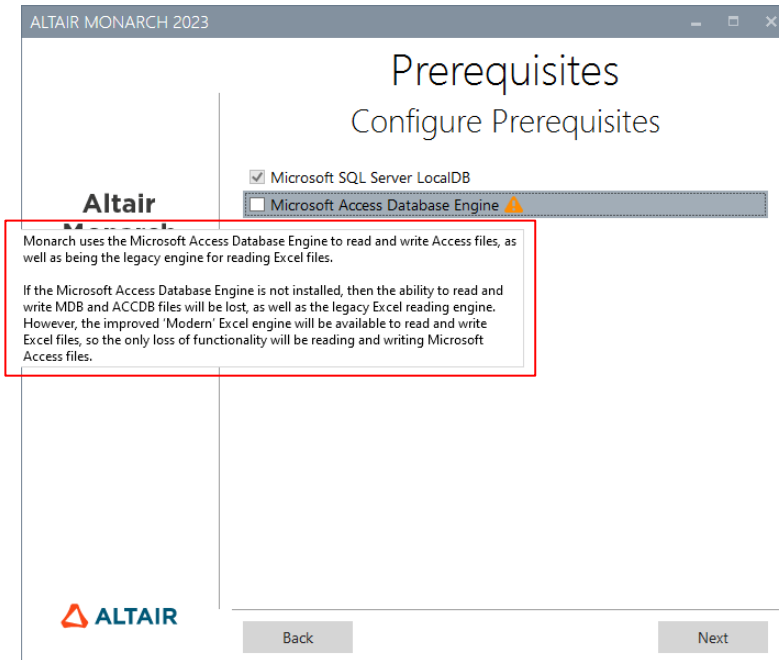 ALTAIR MONARCH 2023
Prerequisites
Configure Prerequisites
Microsoft SQL Server LocalDB
Microsoft Access Database Engine
Altair
Monarch
Monarch uses the Microsoft Access Database Engine to read and write Access files, as
well as being the legacy engine for reading Excel files.
If the Microsoft Access Database Engine is not installed, then the ability to read and
write MDB and ACCDB files will be lost, as well as the legacy Excel reading engine.
However, the improved ‘Modern’ Excel engine will be available to read and write
Excel files, so the only loss of functionality will be reading and writing Microsoft
Access files.
ALTAIR
Back
Next